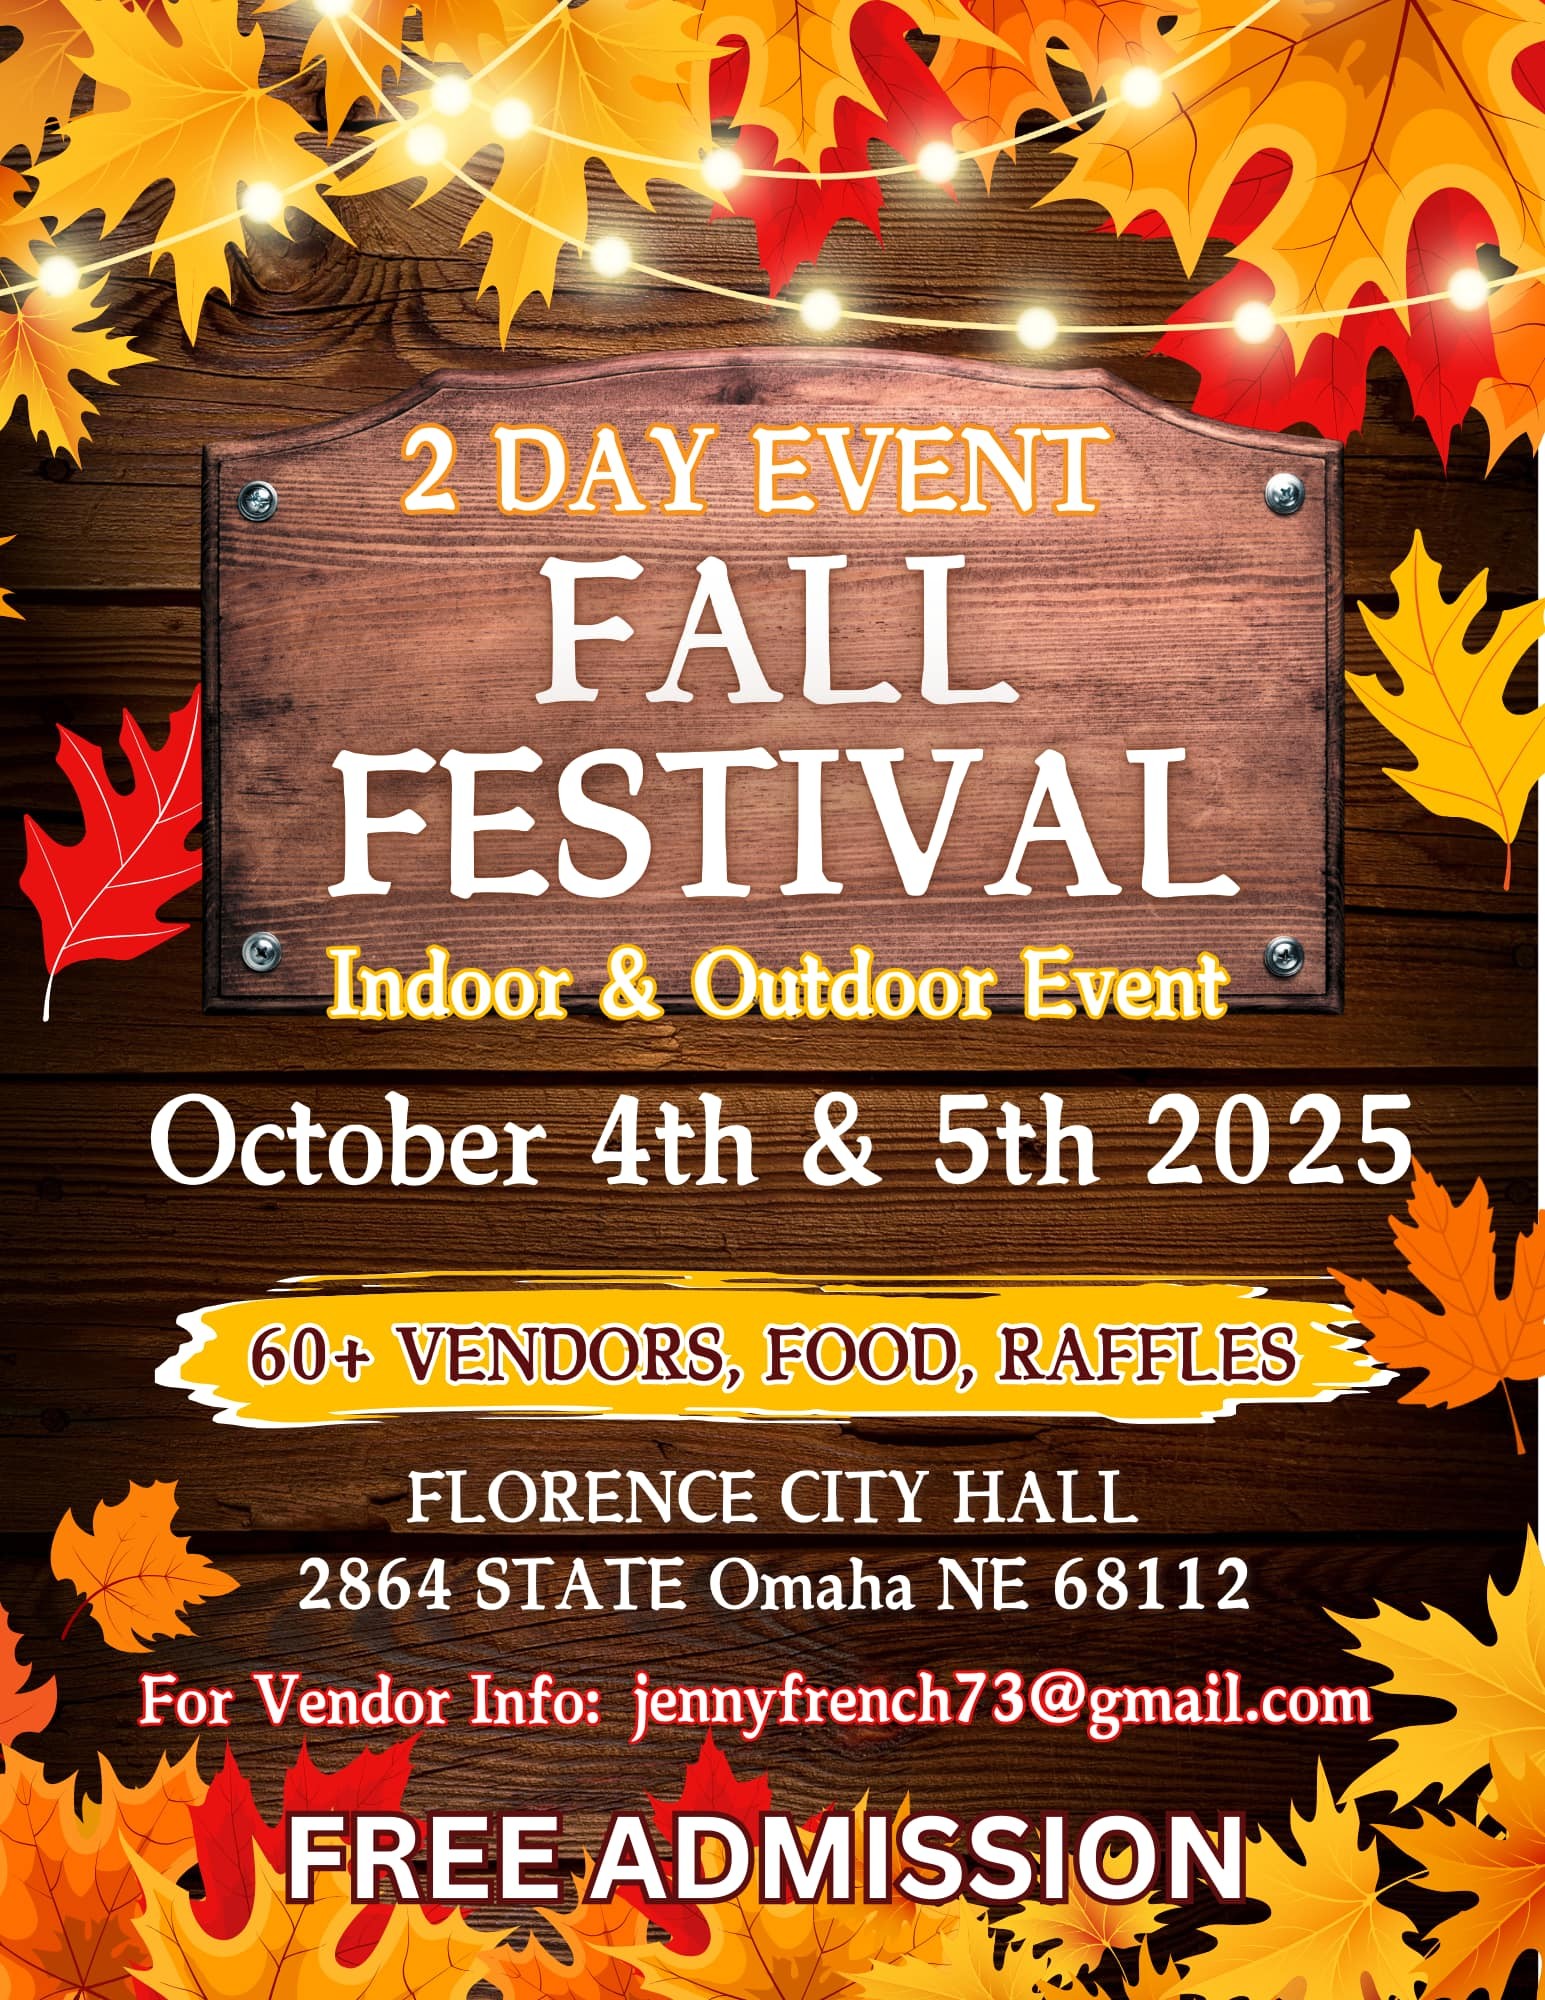 2 DAY EVENT
FALL
FESTIVAL
Indoor & Outdoor Event
October 4th & 5th 2025
60+ VENDORS, FOOD, RAFFLES
FLORENCE CITY HALL
2864 STATE Omaha NE 68112
For Vendor Info: jennyfrench73@gmail.com
FREE ADMISSION